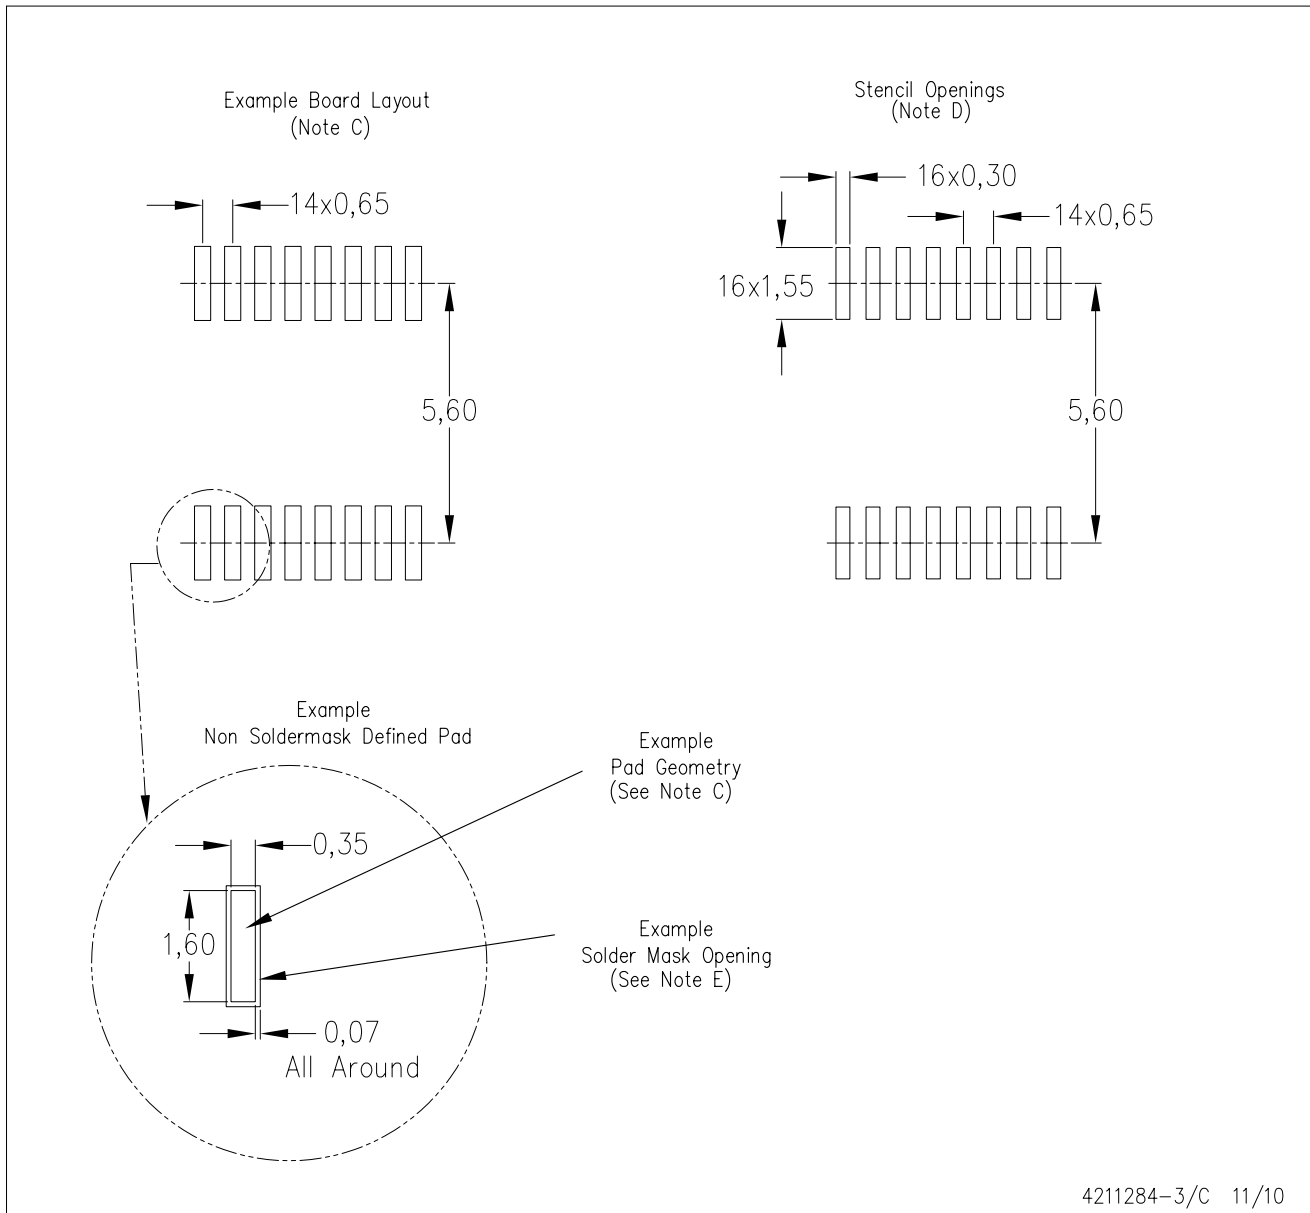 Example Board Layout
(Note C)
14x0,65
5,60
Stencil Openings
(Note D)
16x0,30
14x0,65
16x1,55
5,60
Example
Non Soldermask Defined Pad
0,35
1,60
0,07
All Around
Example
Pad Geometry
(See Note C)
Example
Solder Mask Opening
(See Note E)
4211284-3/C 11/10